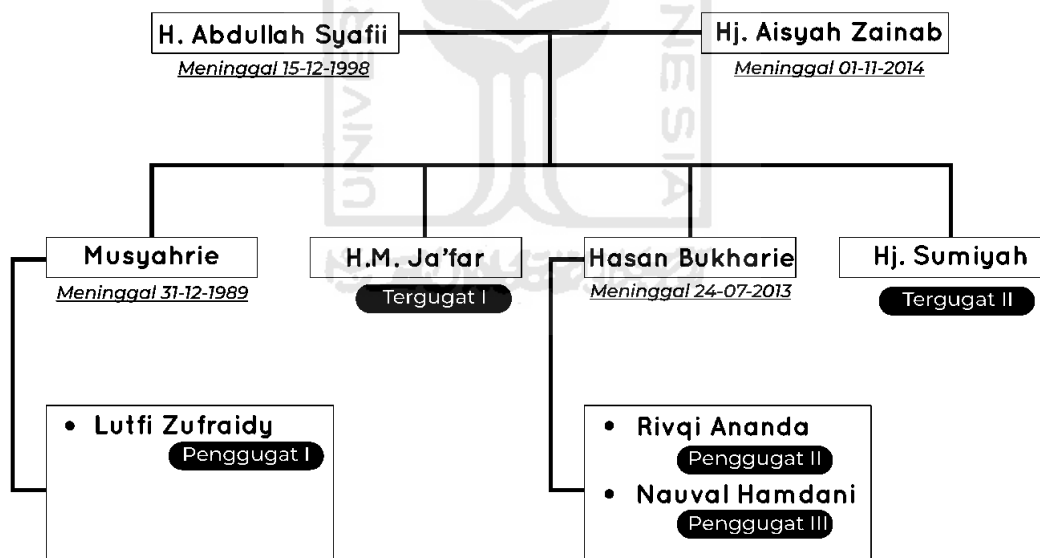 H. Abdullah Syafii
Meninggal 15-12-1998
Hj. Aisyah Zainab
Meninggal 01-11-2014
Musyahrie
Meninggal 31-12-1989
H.M. Ja'far
Tergugat I
Hasan Bukharie
Meninggal 24-07-2013
Hj. Sumiyah
Tergugat II
• Lutfi Zufraidy
Penggugat I
• Rivqi Ananda
Penggugat II
• Nauval Hamdani
Penggugat III